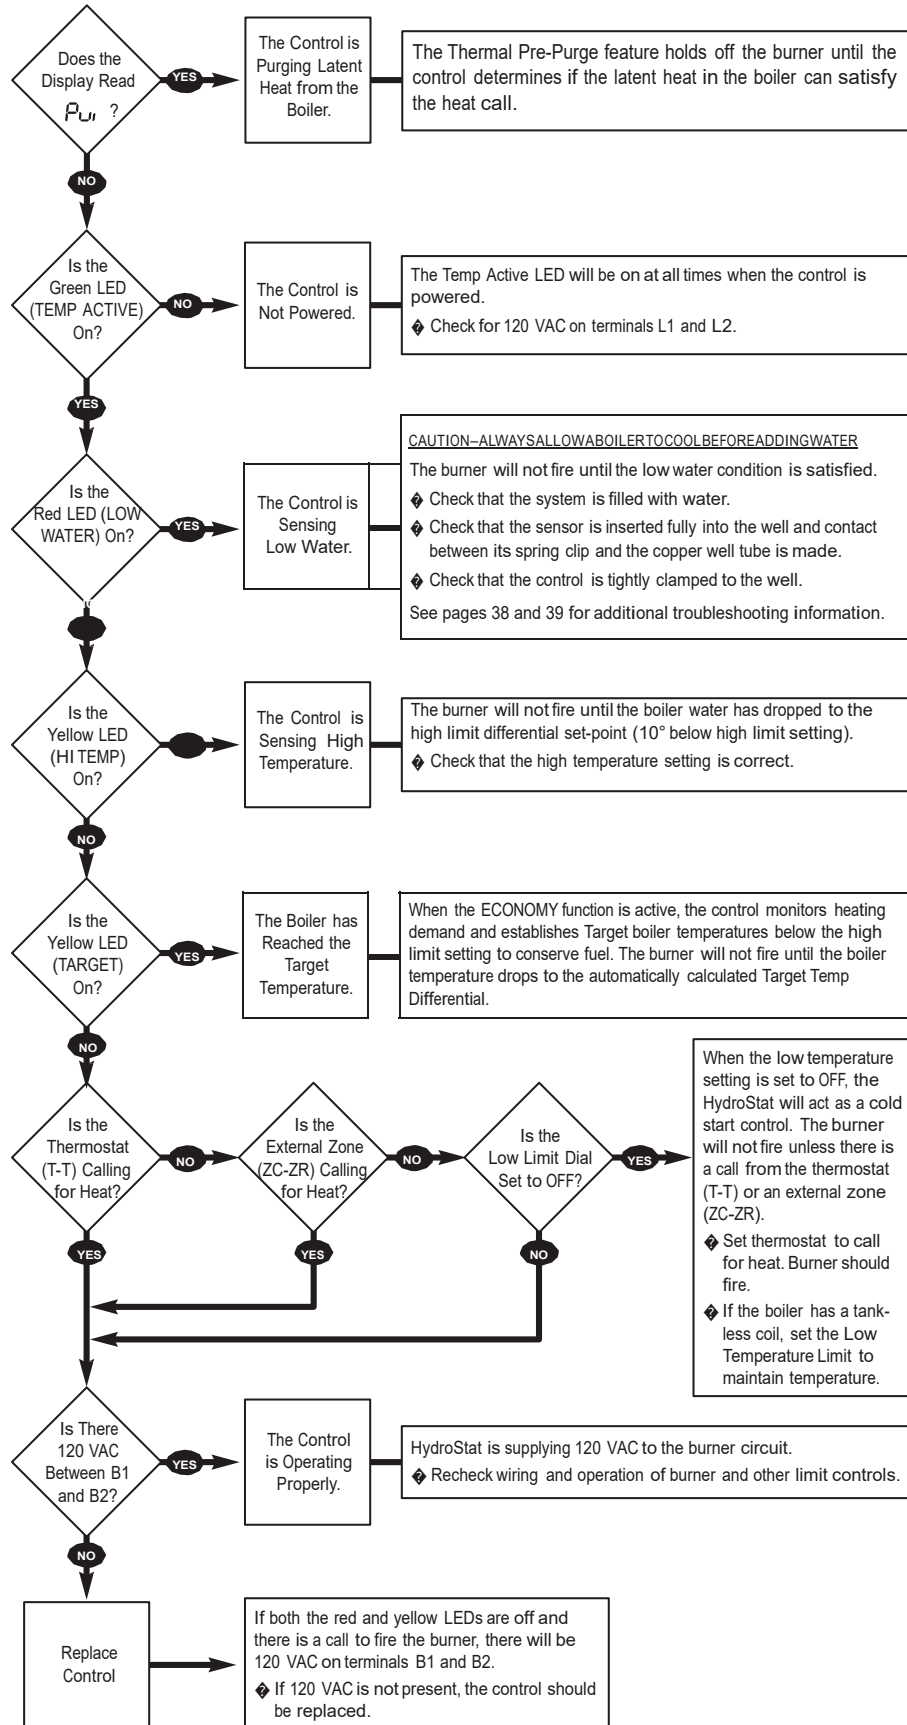 Does the
Display Read
Pur ?
YES
The Control is
Purging Latent
Heat from the
Boiler.
The Thermal Pre-Purge feature holds off the burner until the
control determines if the latent heat in the boiler can satisfy
the heat call.
NO
Is the
Green LED
(TEMP ACTIVE)
On?
NO
The Control is
Not Powered.
The Temp Active LED will be on at all times when the control is
powered.
� Check for 120 VAC on terminals L1 and L2.
YES
Is the
Red LED (LOW
WATER) On?
YES
The Control is
Sensing
Low Water.
CAUTION–ALWAYSALLOWABOILERTOCOOLBEFOREADDINGWATER
The burner will not fire until the low water condition is satisfied.
� Check that the system is filled with water.
� Check that the sensor is inserted fully into the well and contact
between its spring clip and the copper well tube is made.
� Check that the control is tightly clamped to the well.
See pages 38 and 39 for additional troubleshooting information.
Is the
Yellow LED
(HI TEMP)
On?
The Control is
Sensing High
Temperature.
The burner will not fire until the boiler water has dropped to the
high limit differential set-point (10° below high limit setting).
� Check that the high temperature setting is correct.
NO
Is the
Yellow LED
(TARGET)
On?
YES
The Boiler has
Reached the
Target
Temperature.
When the ECONOMY function is active, the control monitors heating
demand and establishes Target boiler temperatures below the high
limit setting to conserve fuel. The burner will not fire until the boiler
temperature drops to the automatically calculated Target Temp
Differential.
NO
Is the
Thermostat
(T-T) Calling
for Heat?
NO
Is the
External Zone
(ZC-ZR) Calling
for Heat?
NO
Is the
Low Limit Dial
Set to OFF?
YES
When the low temperature
setting is set to OFF, the
HydroStat will act as a cold
start control. The burner
will not fire unless there is
a call from the thermostat
(T-T) or an external zone
(ZC-ZR).
� Set thermostat to call
for heat. Burner should
fire.
� If the boiler has a tank-
less coil, set the Low
Temperature Limit to
maintain temperature.
YES
YES
NO
Is There
120 VAC
Between B1
and B2?
YES
The Control
is Operating
Properly.
HydroStat is supplying 120 VAC to the burner circuit.
� Recheck wiring and operation of burner and other limit controls.
NO
Replace
Control
If both the red and yellow LEDs are off and
there is a call to fire the burner, there will be
120 VAC on terminals B1 and B2.
� If 120 VAC is not present, the control should
be replaced.